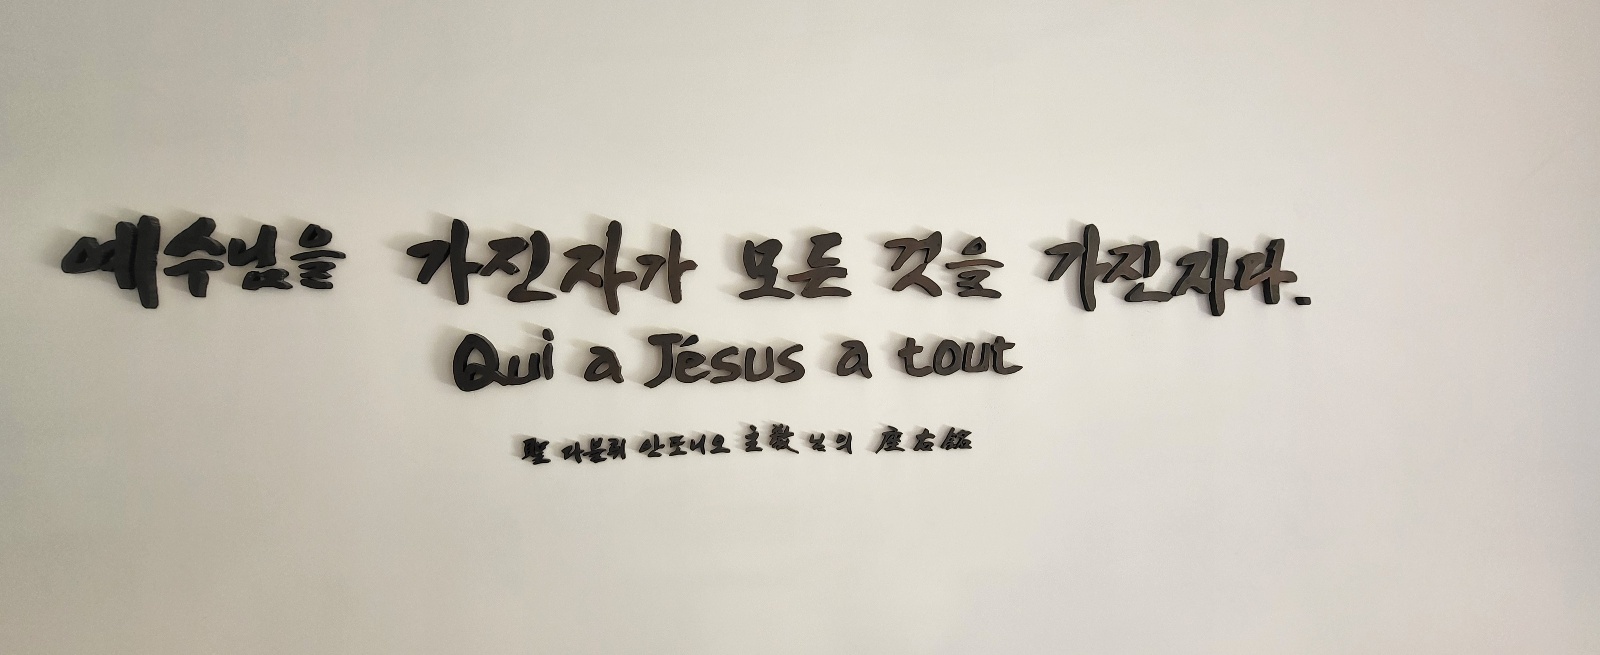 예수님을 가진자가 모든 것을 가진자다.
Qui a Jésus a tout
聖 다블뤼 안또니오 主敎님의 座右銘